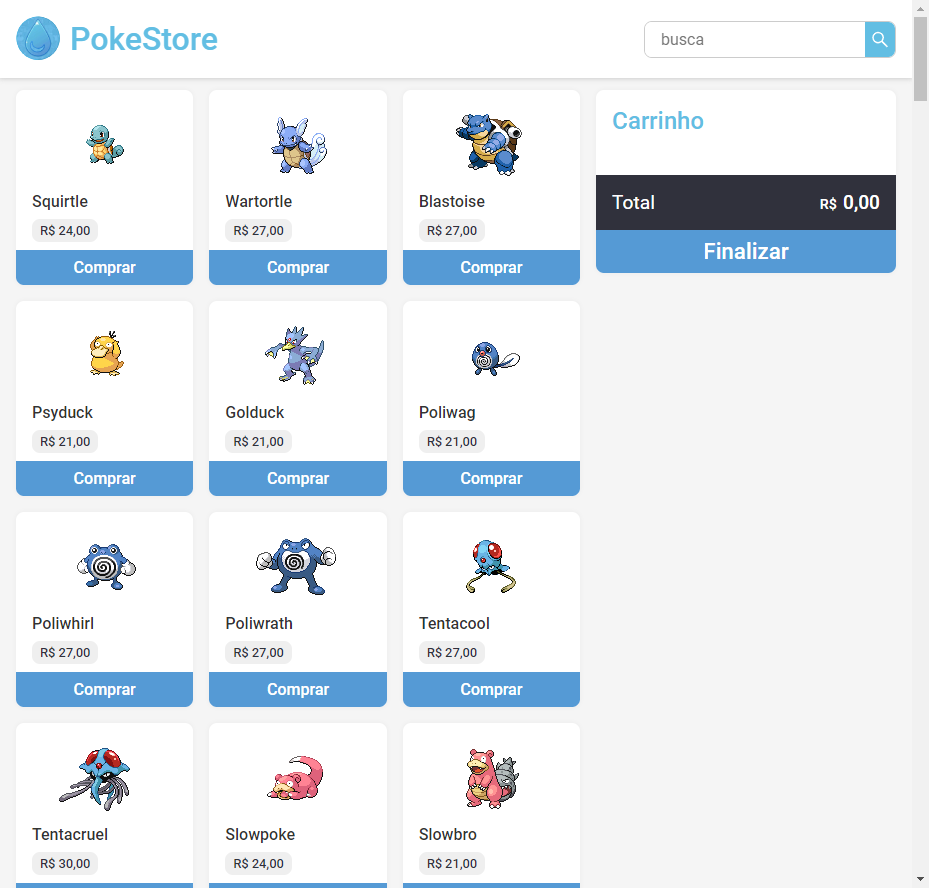 PokeStore
busca
Squirtle
R$ 24,00
Comprar
Wartortle
R$ 27,00
Comprar
Blastoise
R$ 27,00
Comprar
Carrinho
Total
R$ 0,00
Finalizar
Psyduck
R$ 21,00
Comprar
Golduck
R$ 21,00
Comprar
Poliwag
R$ 21,00
Comprar
Poliwhirl
R$ 27,00
Comprar
Poliwrath
R$ 27,00
Comprar
Tentacool
R$ 27,00
Comprar
Tentacruel
R$ 30,00
Slowpoke
R$ 24,00
Slowbro
R$ 21,00